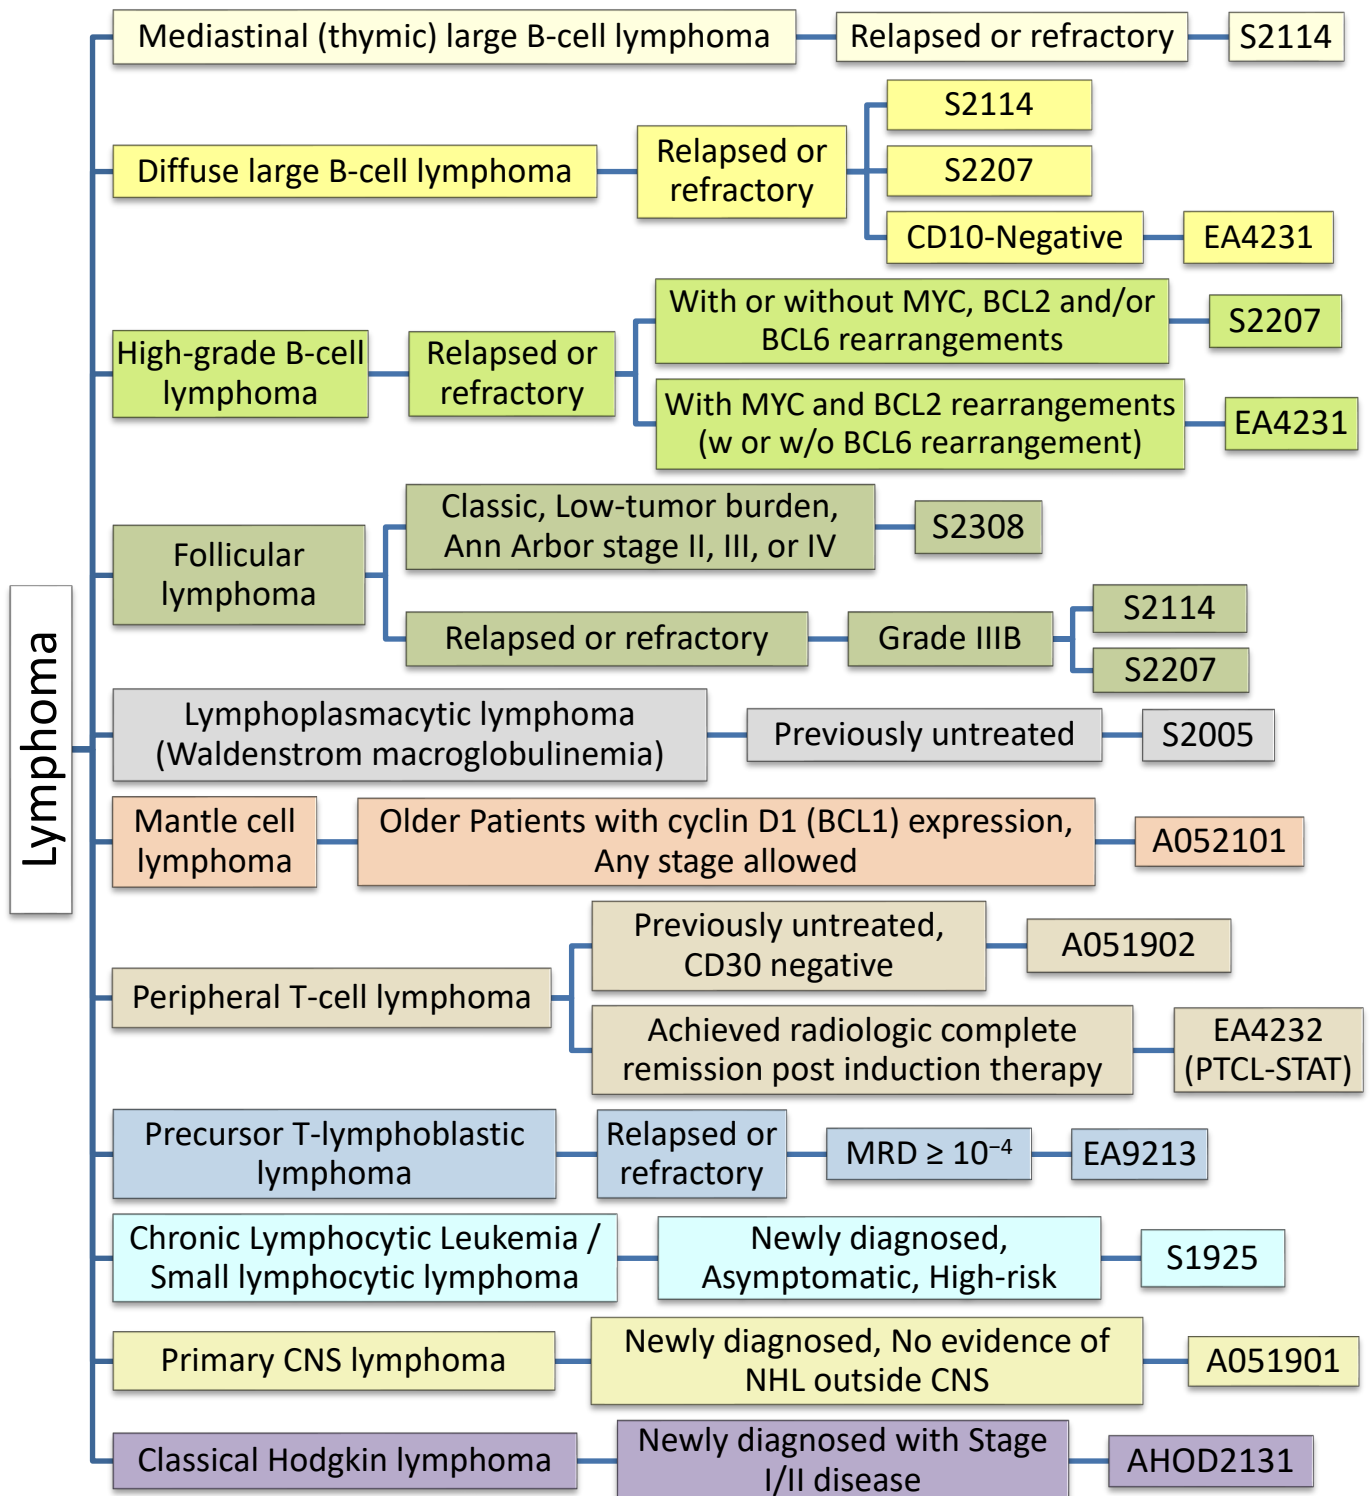 Lymphoma
Mediastinal (thymic) large B-cell lymphoma
Relapsed or refractory
S2114
Diffuse large B-cell lymphoma
Relapsed or
refractory
S2114
S2207
CD10-Negative
EA4231
High-grade B-cell
lymphoma
Relapsed or
refractory
With or without MYC, BCL2 and/or
BCL6 rearrangements
S2207
With MYC and BCL2 rearrangements
(w or w/o BCL6 rearrangement)
EA4231
Follicular
lymphoma
Classic, Low-tumor burden,
Ann Arbor stage II, III, or IV
S2308
Relapsed or refractory
Grade IIIB
S2114
S2207
Lymphoplasmacytic lymphoma
(Waldenstrom macroglobulinemia)
Previously untreated
S2005
Mantle cell
lymphoma
Older Patients with cyclin D1 (BCL1) expression,
Any stage allowed
A052101
Peripheral T-cell lymphoma
Previously untreated,
CD30 negative
A051902
Achieved radiologic complete
remission post induction therapy
EA4232
(PTCL-STAT)
Precursor T-lymphoblastic
lymphoma
Relapsed or
refractory
MRD ≥ 10⁻⁴
EA9213
Chronic Lymphocytic Leukemia /
Small lymphocytic lymphoma
Newly diagnosed,
Asymptomatic, High-risk
S1925
Primary CNS lymphoma
Newly diagnosed, No evidence of
NHL outside CNS
A051901
Classical Hodgkin lymphoma
Newly diagnosed with Stage
I/II disease
AHOD2131